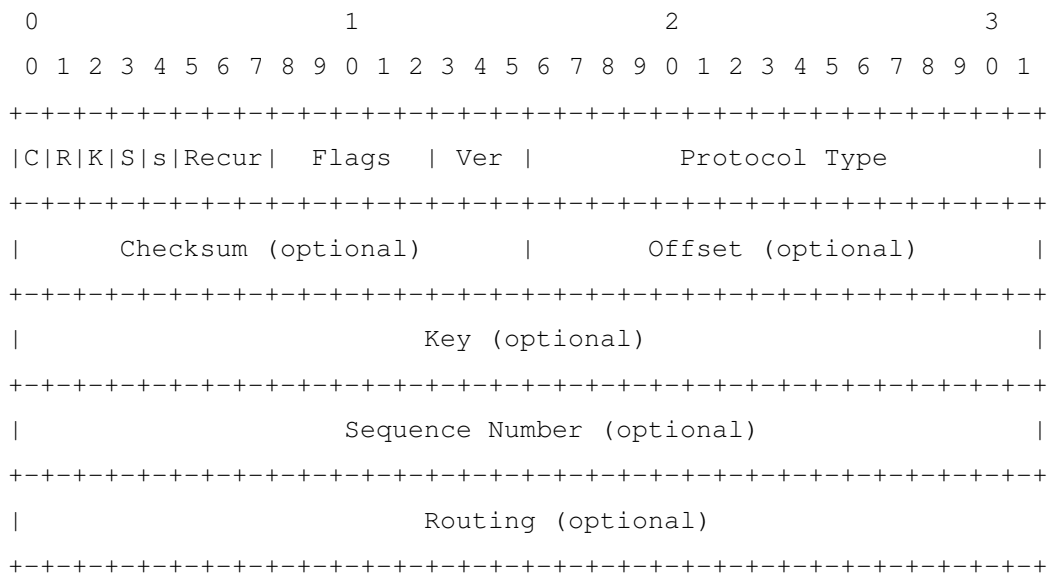 0                   1                   2                   3
 0 1 2 3 4 5 6 7 8 9 0 1 2 3 4 5 6 7 8 9 0 1 2 3 4 5 6 7 8 9 0 1
+-+-+-+-+-+-+-+-+-+-+-+-+-+-+-+-+-+-+-+-+-+-+-+-+-+-+-+-+-+-+-+-+
|C|R|K|S|s|Recur|  Flags  | Ver |         Protocol Type         |
+-+-+-+-+-+-+-+-+-+-+-+-+-+-+-+-+-+-+-+-+-+-+-+-+-+-+-+-+-+-+-+-+
|      Checksum (optional)      |       Offset (optional)       |
+-+-+-+-+-+-+-+-+-+-+-+-+-+-+-+-+-+-+-+-+-+-+-+-+-+-+-+-+-+-+-+-+
|                         Key (optional)                        |
+-+-+-+-+-+-+-+-+-+-+-+-+-+-+-+-+-+-+-+-+-+-+-+-+-+-+-+-+-+-+-+-+
|                    Sequence Number (optional)                 |
+-+-+-+-+-+-+-+-+-+-+-+-+-+-+-+-+-+-+-+-+-+-+-+-+-+-+-+-+-+-+-+-+
|                         Routing (optional)
+-+-+-+-+-+-+-+-+-+-+-+-+-+-+-+-+-+-+-+-+-+-+-+-+-+-+-+-+-+-+-+-+